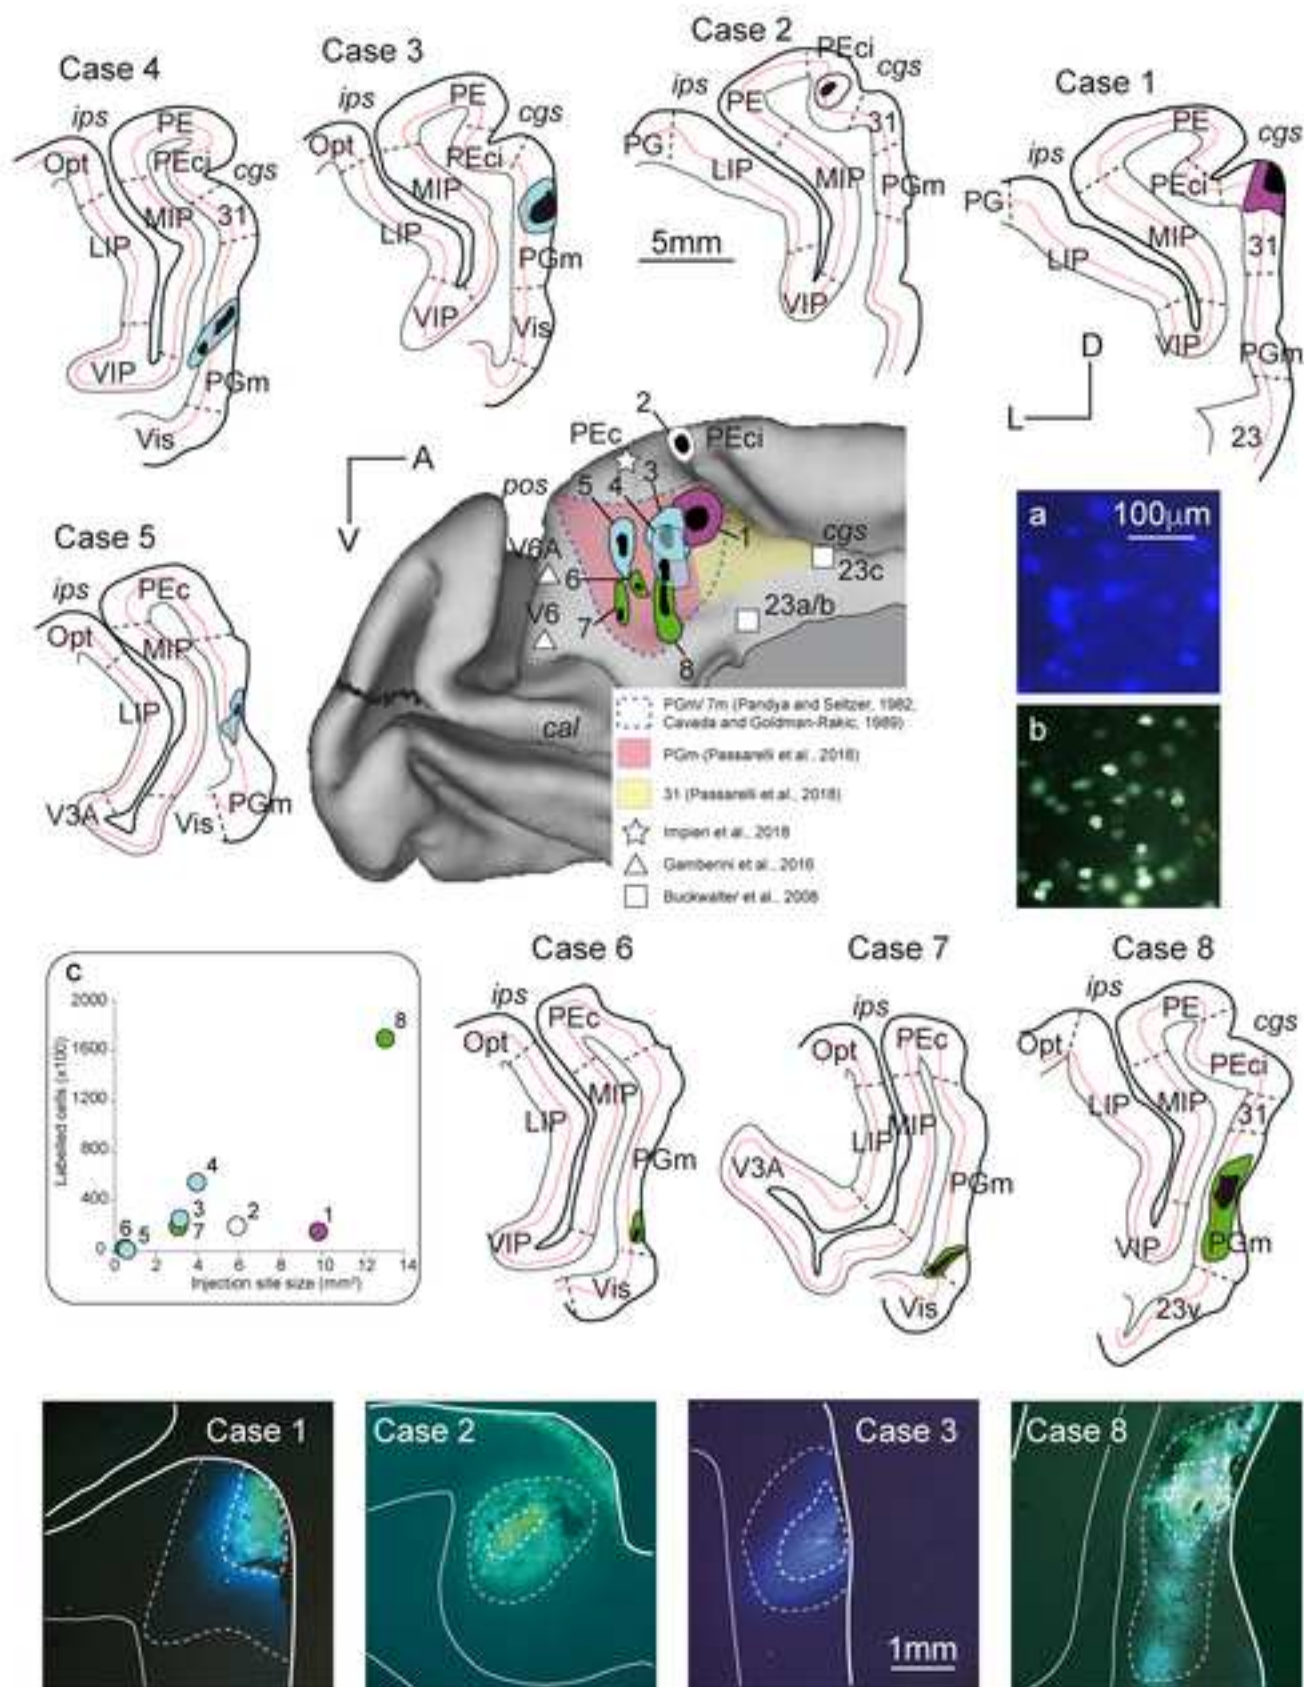 Case 4
ips
PE
Opt
PEci
cgs
MIP
31
LIP
VIP
PGm
Vis
Case 3
ips
PE
cgs
Opt
PEci
MIP
LIP
PGm
VIP
Vis
Case 2
PEci
ips
cgs
PE
31
PG
LIP
MIP
PGm
5mm
VIP
Case 1
PE
cgs
ips
PEci
PG
MIP
31
LIP
VIP
PGm
23
D
L
A
V
2
PEc
PEci
5
4
3
pos
1
cgs
V6A
23c
6
V6
23a/b
7
8
cal
PGm/ 7m (Pandya and Seltzer, 1982,
Cavada and Goldman-Rakic, 1989)
PGm (Passarelli et al., 2018)
31 (Passarelli et al., 2018)
Impieri et al., 2018
Gamberini et al., 2016
Buckwalter et al., 2008
Case 5
ips
PEc
Opt
MIP
LIP
V3A
Vis
PGm
a
100µm
b
c
2000
1600
1200
800
400
0
Labelled cells (x100)
8
4
3
7
2
1
6
5
0 2 4 6 8 10 12 14
Injection site size (mm²)
Case 6
ips
PEc
Opt
MIP
LIP
PGm
VIP
Vis
Case 7
ips
Opt
PEc
MIP
LIP
V3A
PGm
Vis
Case 8
ips
PE
cgs
Opt
PEci
LIP
MIP
31
VIP
PGm
23v
Case 1
Case 2
Case 3
1mm
Case 8